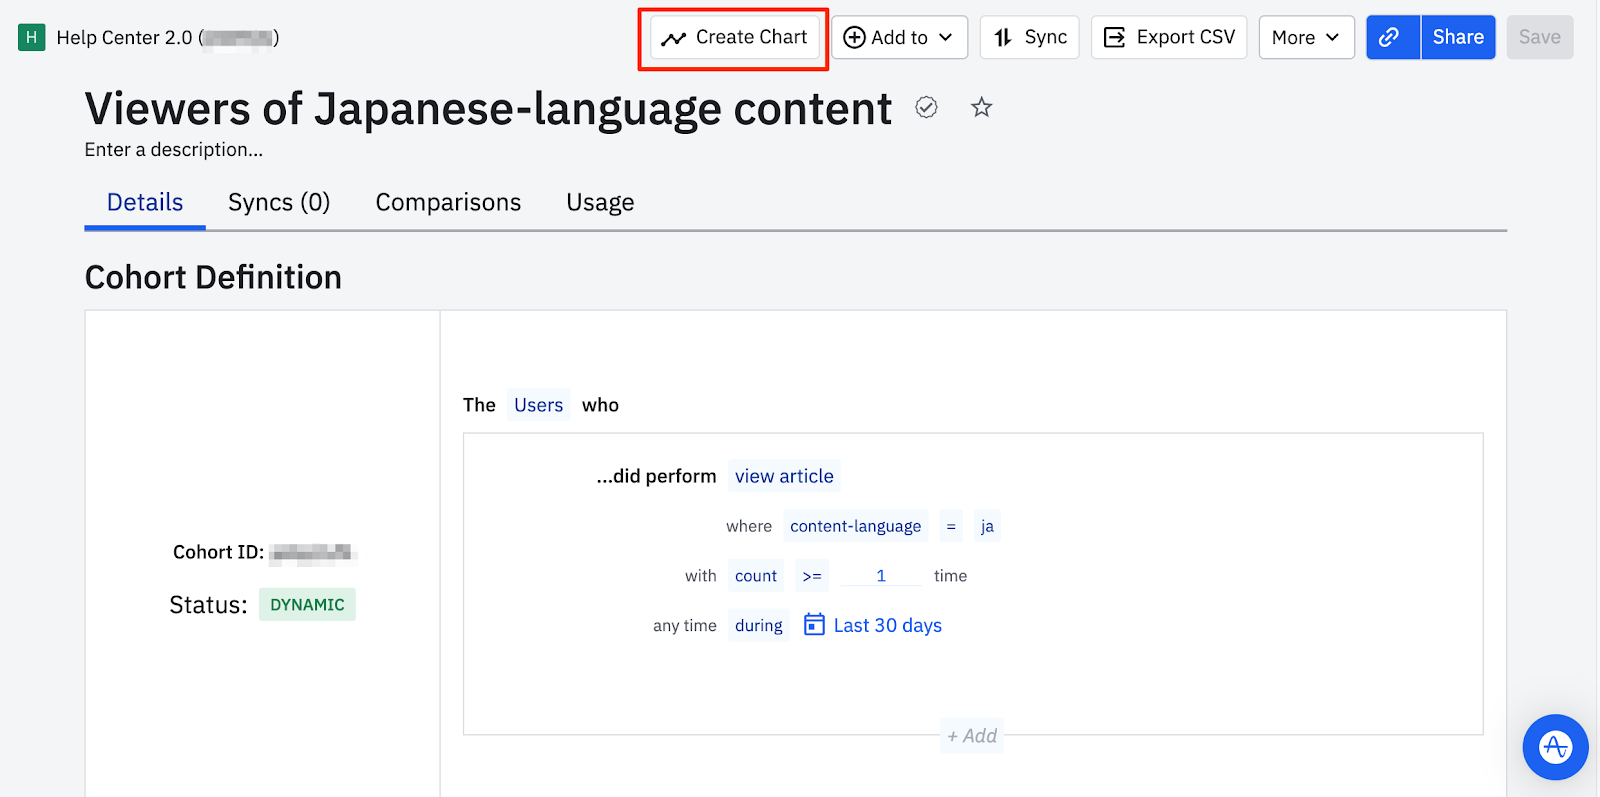 H Help Center 2.0 ( )
Create Chart
Add to
Sync
Export CSV
More
Share
Save
Viewers of Japanese-language content
Enter a description...
Details
Syncs (0)
Comparisons
Usage
Cohort Definition
Cohort ID:
Status: DYNAMIC
The Users who
...did perform view article
where content-language = ja
with count >= 1 time
any time during Last 30 days
+ Add